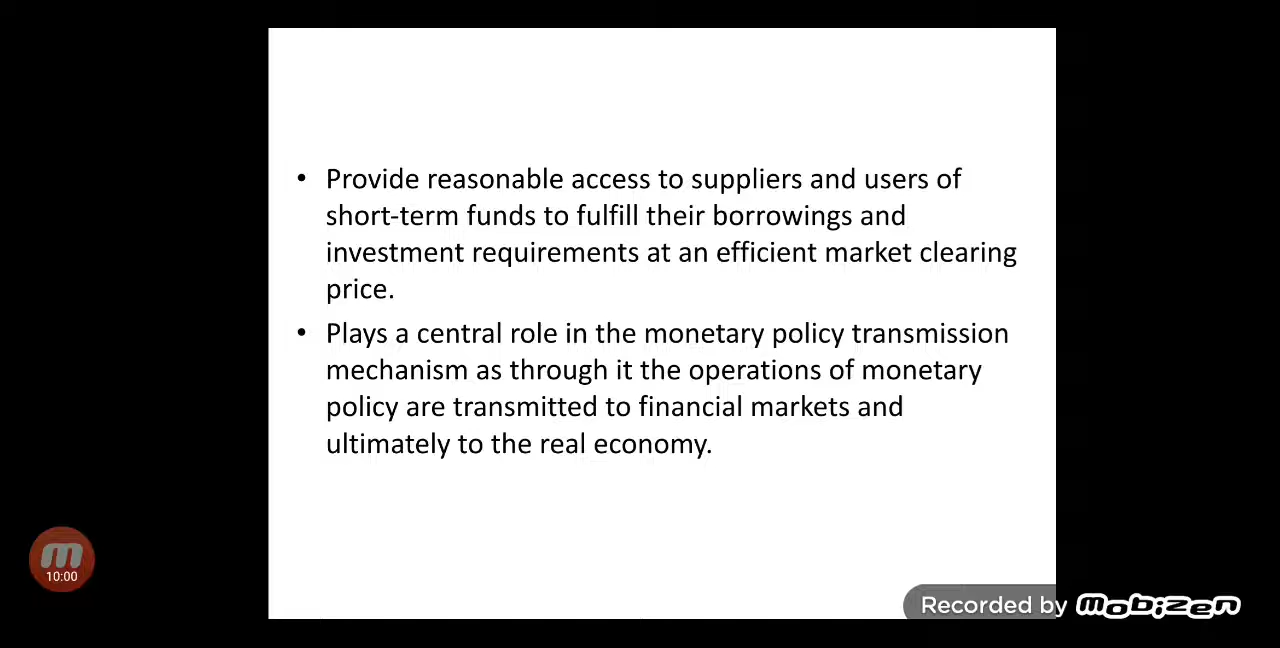 • Provide reasonable access to suppliers and users of
short-term funds to fulfill their borrowings and
investment requirements at an efficient market clearing
price.
• Plays a central role in the monetary policy transmission
mechanism as through it the operations of monetary
policy are transmitted to financial markets and
ultimately to the real economy.
m
10:00
Recorded by mobizen